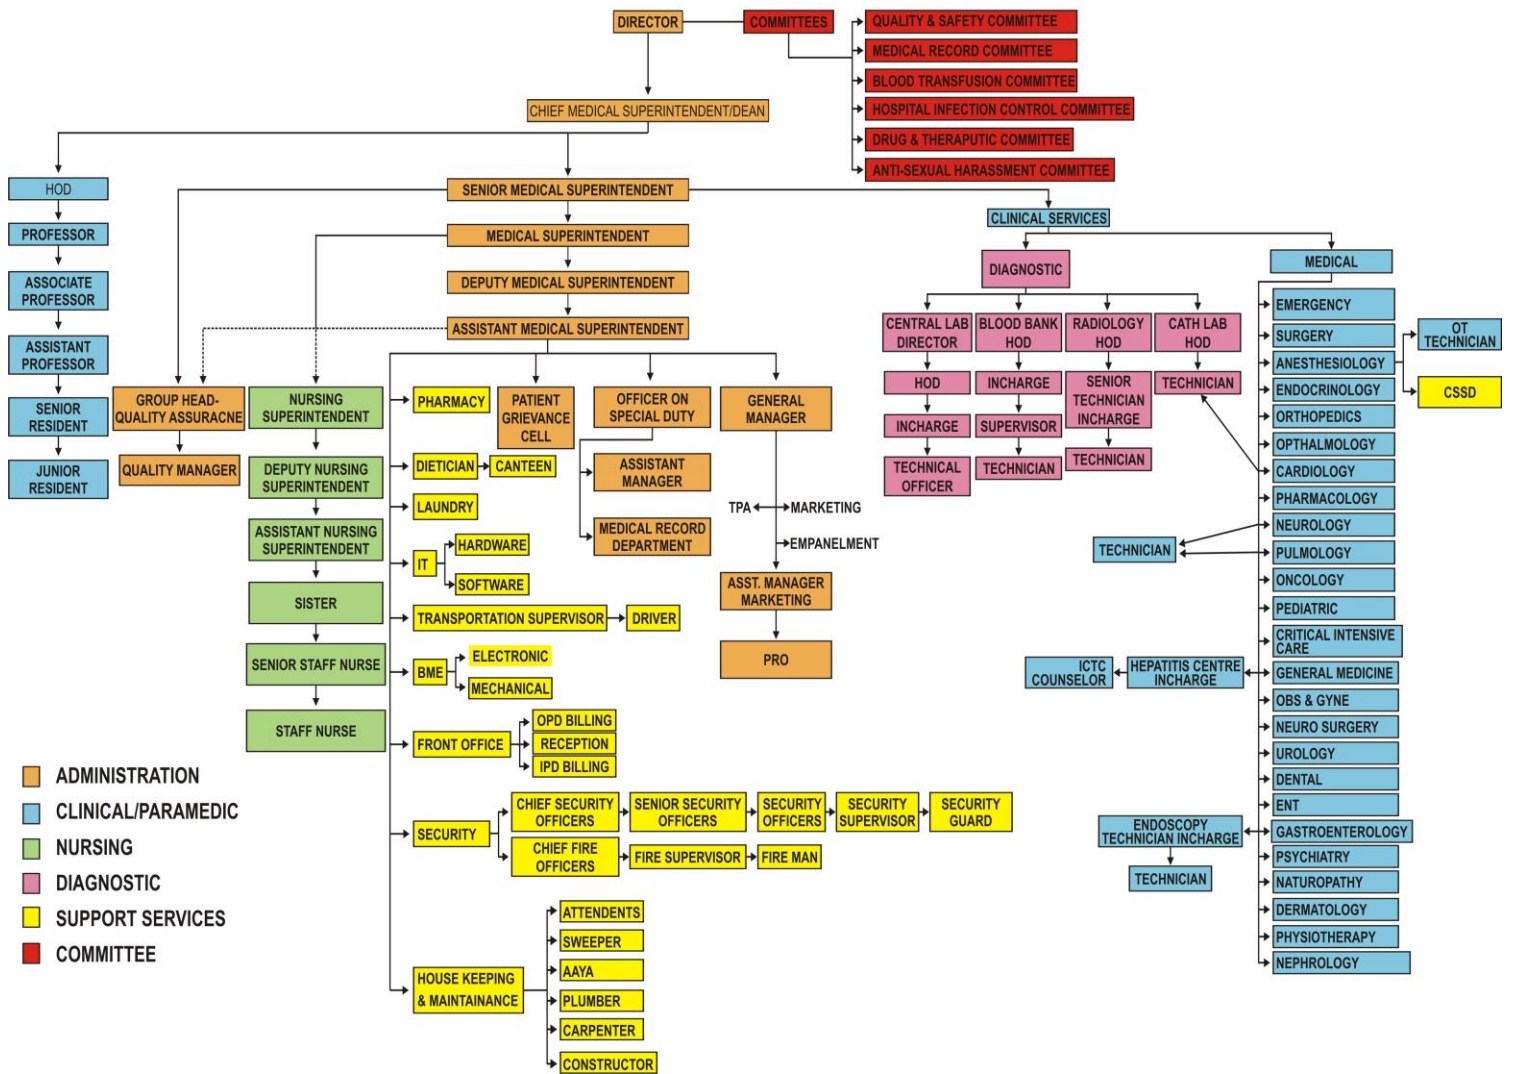 DIRECTOR
COMMITTEES
QUALITY & SAFETY COMMITTEE
MEDICAL RECORD COMMITTEE
BLOOD TRANSFUSION COMMITTEE
HOSPITAL INFECTION CONTROL COMMITTEE
DRUG & THERAPUTIC COMMITTEE
ANTI-SEXUAL HARASSMENT COMMITTEE
CHIEF MEDICAL SUPERINTENDENT/DEAN
HOD
PROFESSOR
ASSOCIATE
PROFESSOR
ASSISTANT
PROFESSOR
SENIOR
RESIDENT
JUNIOR
RESIDENT
SENIOR MEDICAL SUPERINTENDENT
MEDICAL SUPERINTENDENT
DEPUTY MEDICAL SUPERINTENDENT
ASSISTANT MEDICAL SUPERINTENDENT
GROUP HEAD-
QUALITY ASSURACNE
QUALITY MANAGER
NURSING
SUPERINTENDENT
DEPUTY NURSING
SUPERINTENDENT
ASSISTANT NURSING
SUPERINTENDENT
SISTER
SENIOR STAFF NURSE
STAFF NURSE
PHARMACY
DIETICIAN
CANTEEN
LAUNDRY
IT
HARDWARE
SOFTWARE
TRANSPORTATION SUPERVISOR
DRIVER
BME
ELECTRONIC
MECHANICAL
FRONT OFFICE
OPD BILLING
RECEPTION
IPD BILLING
SECURITY
CHIEF SECURITY
OFFICERS
SENIOR SECURITY
OFFICERS
SECURITY
OFFICERS
SECURITY
SUPERVISOR
SECURITY
GUARD
CHIEF FIRE
OFFICERS
FIRE SUPERVISOR
FIRE MAN
HOUSE KEEPING
& MAINTAINANCE
ATTENDENTS
SWEEPER
AAYA
PLUMBER
CARPENTER
CONSTRUCTOR
PATIENT
GRIEVANCE
CELL
OFFICER ON
SPECIAL DUTY
ASSISTANT
MANAGER
MEDICAL RECORD
DEPARTMENT
GENERAL
MANAGER
TPA
MARKETING
EMPANELMENT
ASST. MANAGER
MARKETING
PRO
CLINICAL SERVICES
DIAGNOSTIC
CENTRAL LAB
DIRECTOR
HOD
INCHARGE
TECHNICAL
OFFICER
BLOOD BANK
HOD
INCHARGE
SUPERVISOR
TECHNICIAN
RADIOLOGY
HOD
SENIOR
TECHNICIAN
INCHARGE
TECHNICIAN
CATH LAB
HOD
TECHNICIAN
MEDICAL
EMERGENCY
SURGERY
ANESTHESIOLOGY
OT
TECHNICIAN
CSSD
ENDOCRINOLOGY
ORTHOPEDICS
OPTHALMOLOGY
CARDIOLOGY
PHARMACOLOGY
NEUROLOGY
TECHNICIAN
PULMOLOGY
ONCOLOGY
PEDIATRIC
CRITICAL INTENSIVE
CARE
GENERAL MEDICINE
HEPATITIS CENTRE
INCHARGE
ICTC
COUNSELOR
OBS & GYNE
NEURO SURGERY
UROLOGY
DENTAL
ENT
GASTROENTEROLOGY
ENDOSCOPY
TECHNICIAN INCHARGE
TECHNICIAN
PSYCHIATRY
NATUROPATHY
DERMATOLOGY
PHYSIOTHERAPY
NEPHROLOGY
ADMINISTRATION
CLINICAL/PARAMEDIC
NURSING
DIAGNOSTIC
SUPPORT SERVICES
COMMITTEE